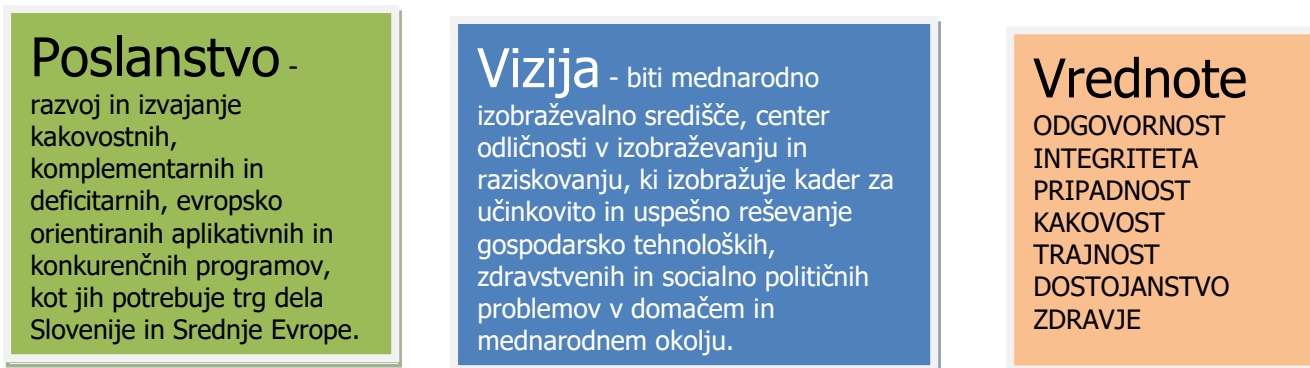 Poslanstvo -
razvoj in izvajanje
kakovostnih,
komplementarnih in
deficitarnih, evropsko
orientiranih aplikativnih in
konkurenčnih programov,
kot jih potrebuje trg dela
Slovenije in Srednje Evrope.
Vizija - biti mednarodno
izobraževalno središče, center
odličnosti v izobraževanju in
raziskovanju, ki izobražuje kader za
učinkovito in uspešno reševanje
gospodarsko tehnoloških,
zdravstvenih in socialno političnih
problemov v domačem in
mednarodnem okolju.
Vrednote
ODGOVORNOST
INTEGRITETA
PRIPADNOST
KAKOVOST
TRAJNOST
DOSTOJANSTVO
ZDRAVJE